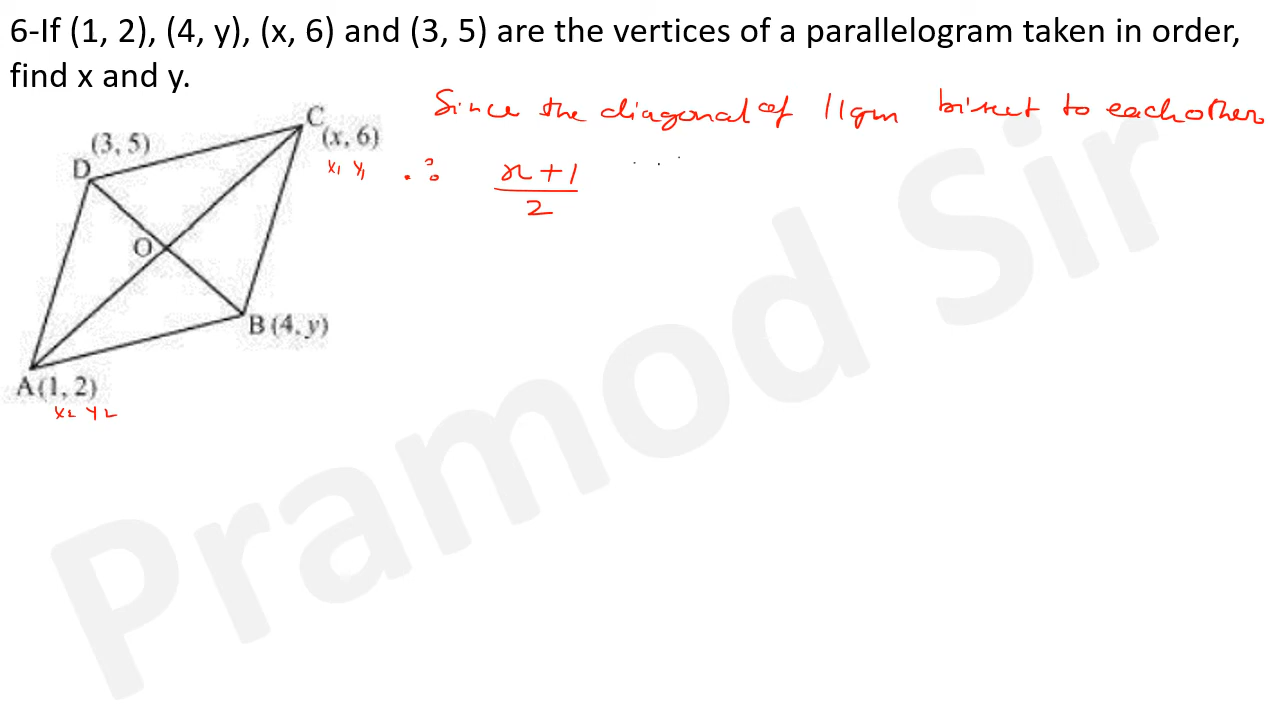 6-If (1, 2), (4, y), (x, 6) and (3, 5) are the vertices of a parallelogram taken in order,
find x and y.
Since the diagonal of ||gm bisect to each other
C
(3, 5)
(x, 6)
D
x₁ y₁
∴ x+1
2
O
B (4, y)
A (1, 2)
x₂ y₂
Pramod Sir